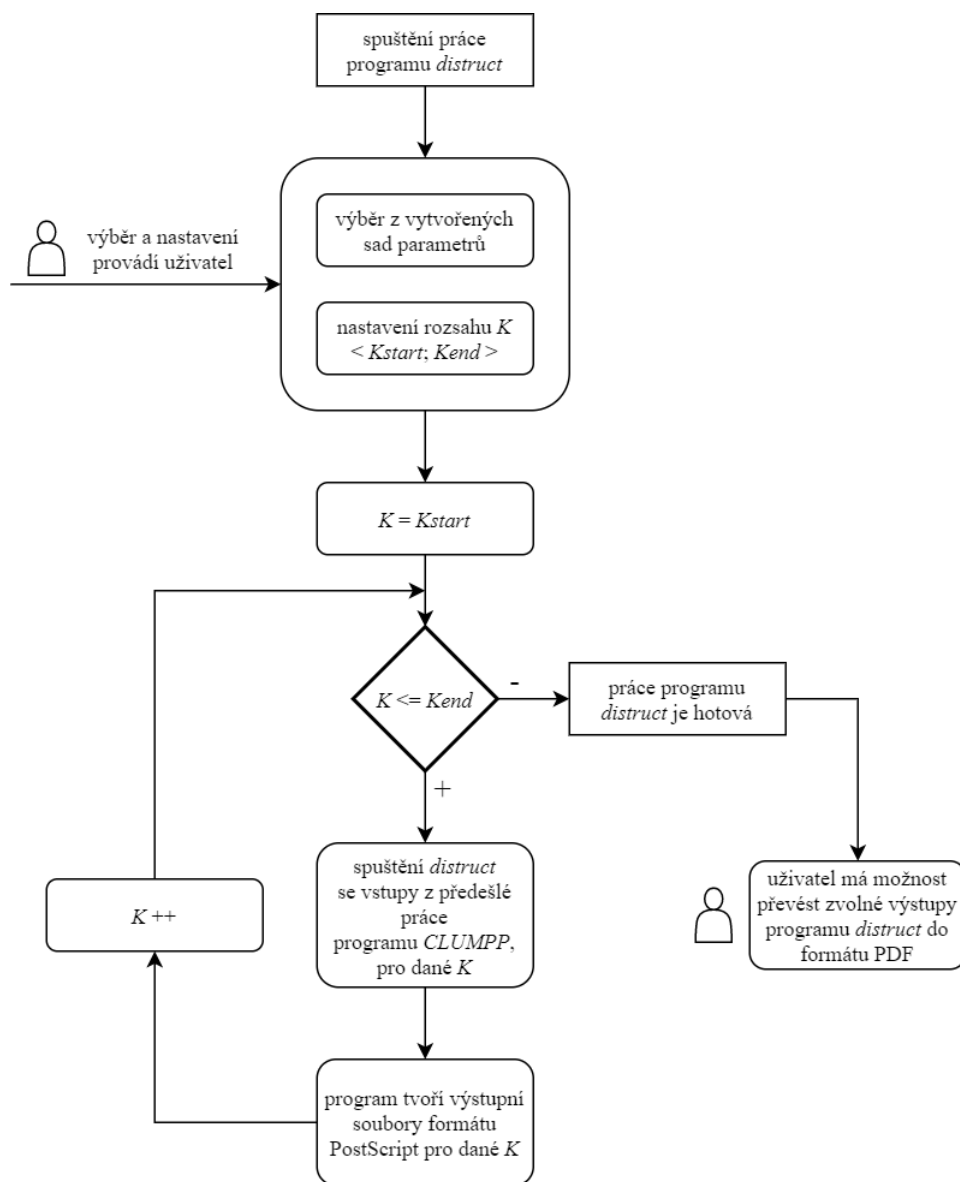 spuštění práce
programu distruct
výběr z vytvořených
sad parametrů
výběr a nastavení
provádí uživatel
nastavení rozsahu K
< Kstart; Kend >
K = Kstart
K <= Kend
-
práce programu
distruct je hotová
+
spuštění distruct
se vstupy z předešlé
práce
programu CLUMPP,
pro dané K
K ++
uživatel má možnost
převést zvolné výstupy
programu distruct do
formátu PDF
program tvoří výstupní
soubory formátu
PostScript pro dané K